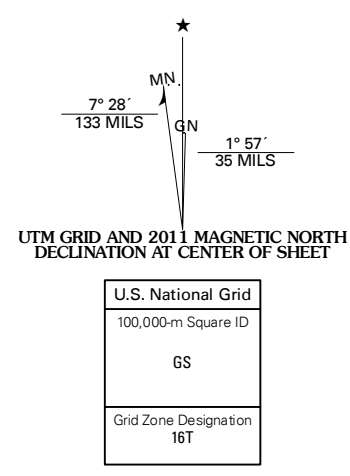 ★
MN
7° 28´
133 MILS
GN
1° 57´
35 MILS
UTM GRID AND 2011 MAGNETIC NORTH
DECLINATION AT CENTER OF SHEET
U.S. National Grid
100,000-m Square ID
GS
Grid Zone Designation
16T